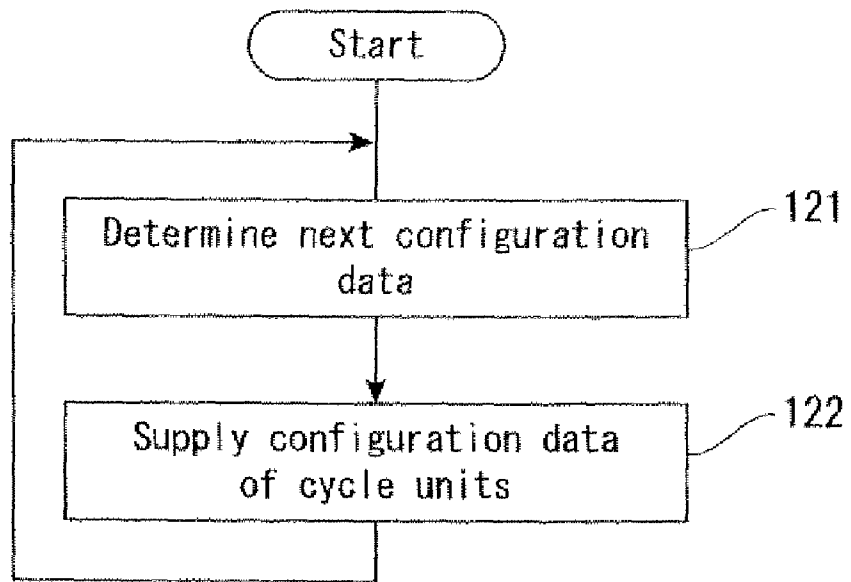 Start
Determine next configuration
data
121
Supply configuration data
of cycle units
122